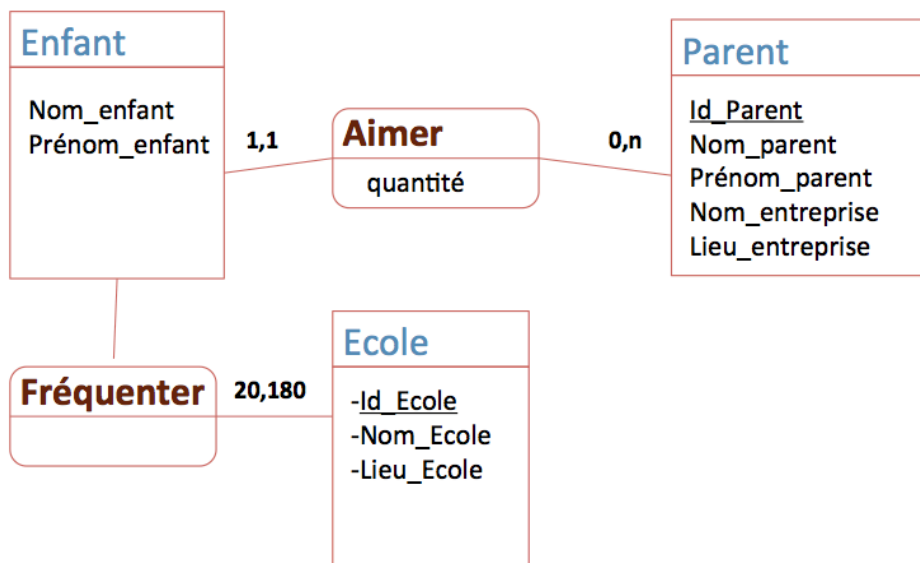 Enfant
Nom_enfant
Prénom_enfant
1,1
Aimer
quantité
0,n
Parent
Id_Parent
Nom_parent
Prénom_parent
Nom_entreprise
Lieu_entreprise
Fréquenter
20,180
Ecole
-Id_Ecole
-Nom_Ecole
-Lieu_Ecole